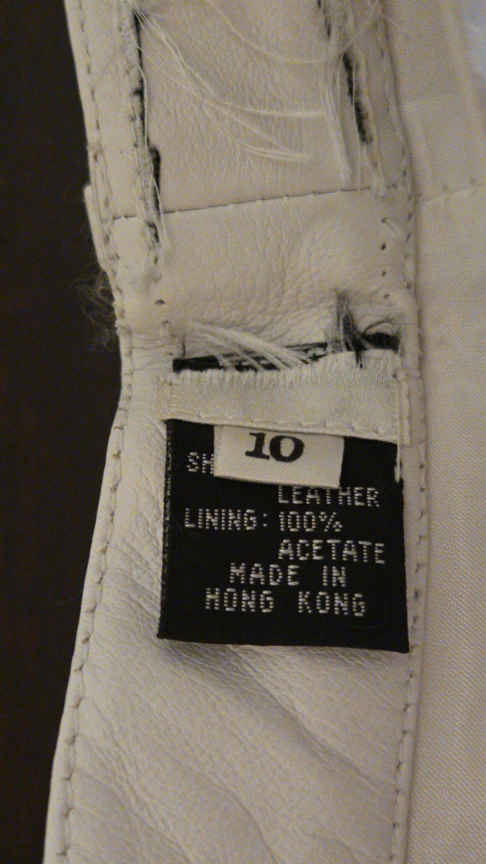 10
LEATHER
LINING: 100%
ACETATE
MADE IN
HONG KONG